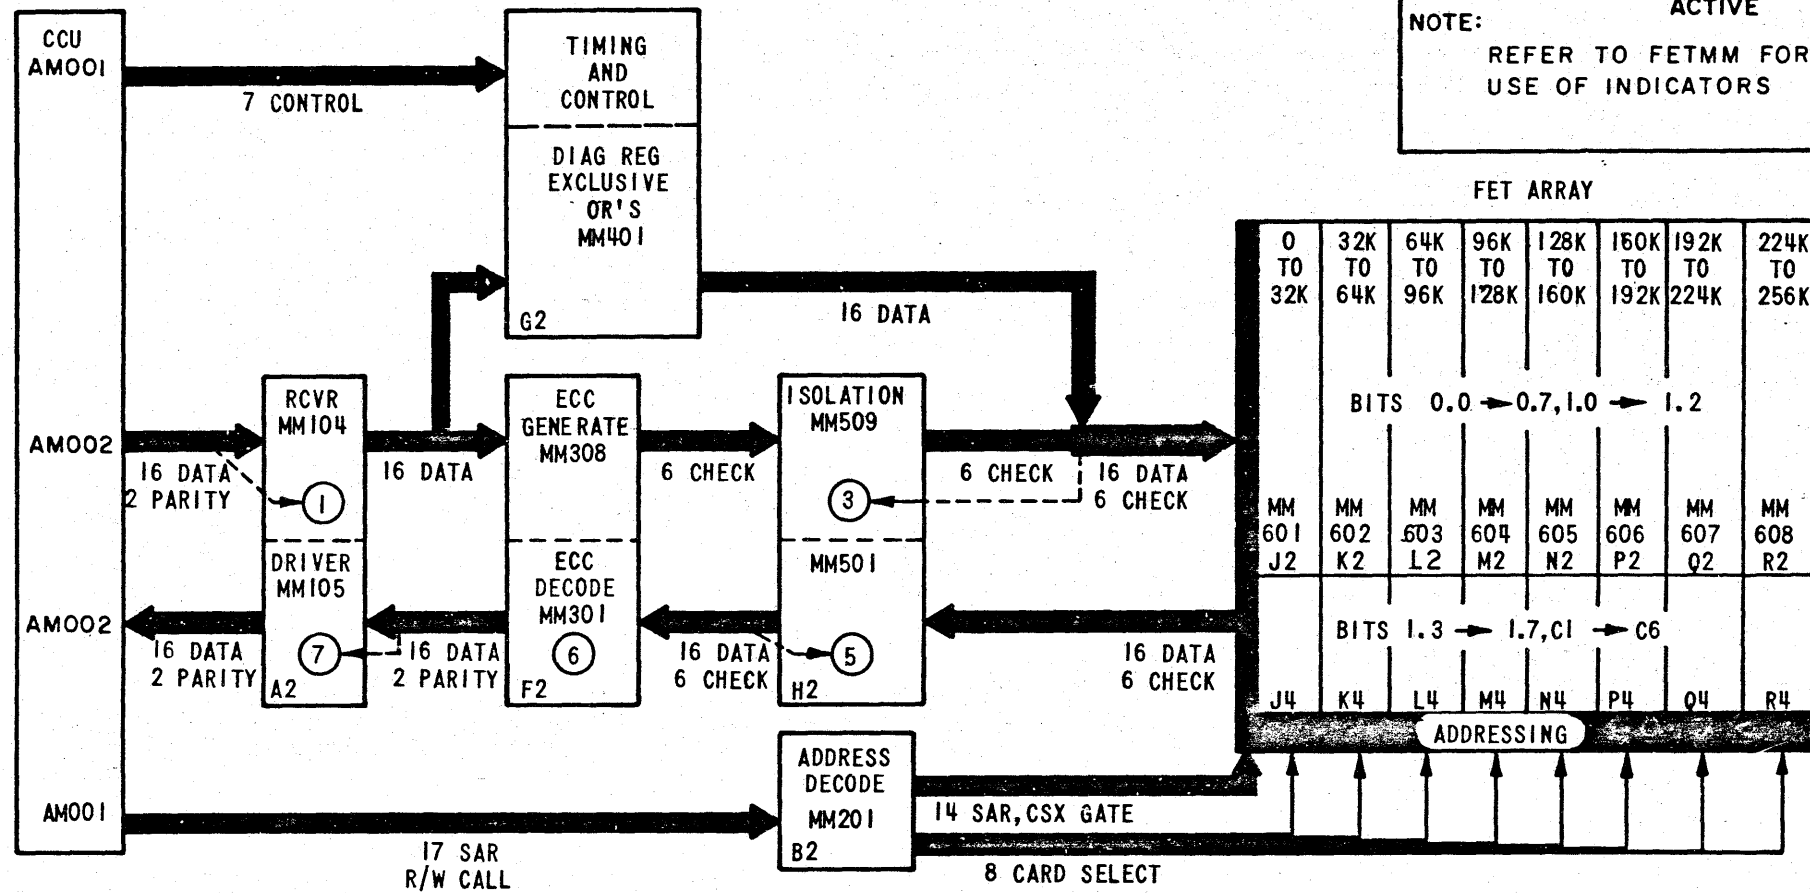 ACTIVE
NOTE:
REFER TO FETMM FOR
USE OF INDICATORS
CCU
AM001
7 CONTROL
TIMING
AND
CONTROL
DIAG REG
EXCLUSIVE
OR'S
MM401
G2
16 DATA
FET ARRAY
0
TO
32K
32K
TO
64K
64K
TO
96K
96K
TO
128K
128K
TO
160K
160K
TO
192K
192K
TO
224K
224K
TO
256K
BITS 0.0 → 0.7,1.0 → 1.2
AM002
16 DATA
2 PARITY
RCVR
MM104
1
16 DATA
ECC
GENERATE
MM308
6 CHECK
ISOLATION
MM509
3
6 CHECK
16 DATA
6 CHECK
MM
601
J2
MM
602
K2
MM
603
L2
MM
604
M2
MM
605
N2
MM
606
P2
MM
607
Q2
MM
608
R2
AM002
16 DATA
2 PARITY
DRIVER
MM105
7
A2
16 DATA
2 PARITY
ECC
DECODE
MM301
6
F2
16 DATA
6 CHECK
MM501
5
H2
16 DATA
6 CHECK
BITS 1.3 → 1.7,C1 → C6
J4 K4 L4 M4 N4 P4 Q4 R4
ADDRESSING
AM001
17 SAR
R/W CALL
ADDRESS
DECODE
MM201
B2
14 SAR,CSX GATE
8 CARD SELECT